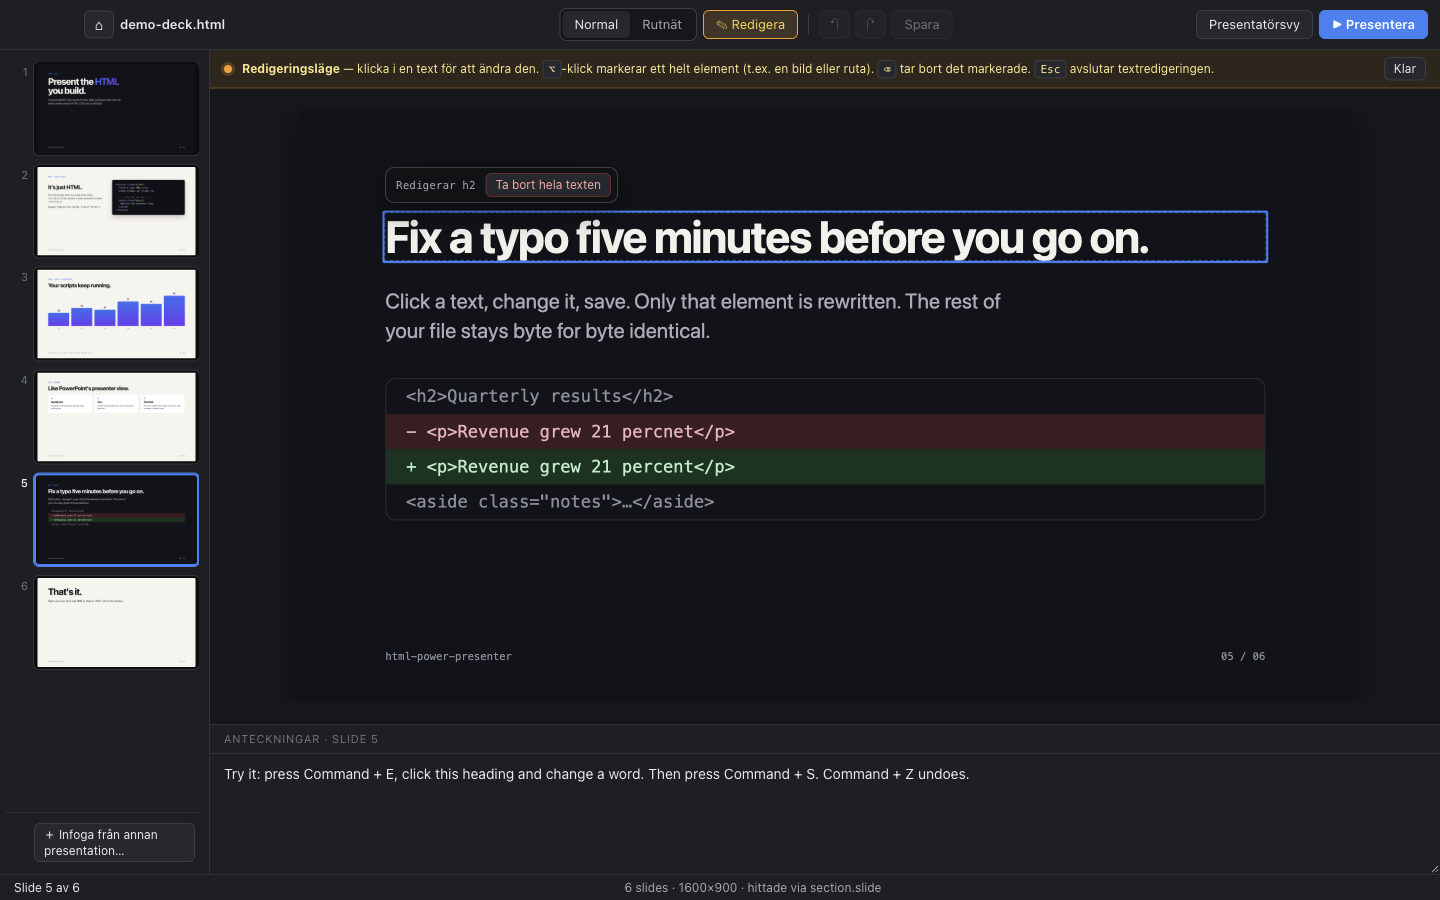 demo-deck.html
Normal
Rutnät
✎ Redigera
Spara
Presentatörsvy
▶ Presentera
Redigeringsläge — klicka i en text för att ändra den. ⌥-klick markerar ett helt element (t.ex. en bild eller ruta). ⌫ tar bort det markerade. Esc avslutar textredigeringen.
Klar
1
Present the HTML
you build.
2
It's just HTML.
3
Your scripts keep running.
4
Like PowerPoint's presenter view.
5
Fix a typo five minutes before you go on.
6
That's it.
+ Infoga från annan
presentation...
Redigerar h2
Ta bort hela texten
Fix a typo five minutes before you go on.
Click a text, change it, save. Only that element is rewritten. The rest of
your file stays byte for byte identical.
<h2>Quarterly results</h2>
− <p>Revenue grew 21 percnet</p>
+ <p>Revenue grew 21 percent</p>
<aside class="notes">…</aside>
html-power-presenter
05 / 06
ANTECKNINGAR · SLIDE 5
Try it: press Command + E, click this heading and change a word. Then press Command + S. Command + Z undoes.
Slide 5 av 6
6 slides · 1600×900 · hittade via section.slide